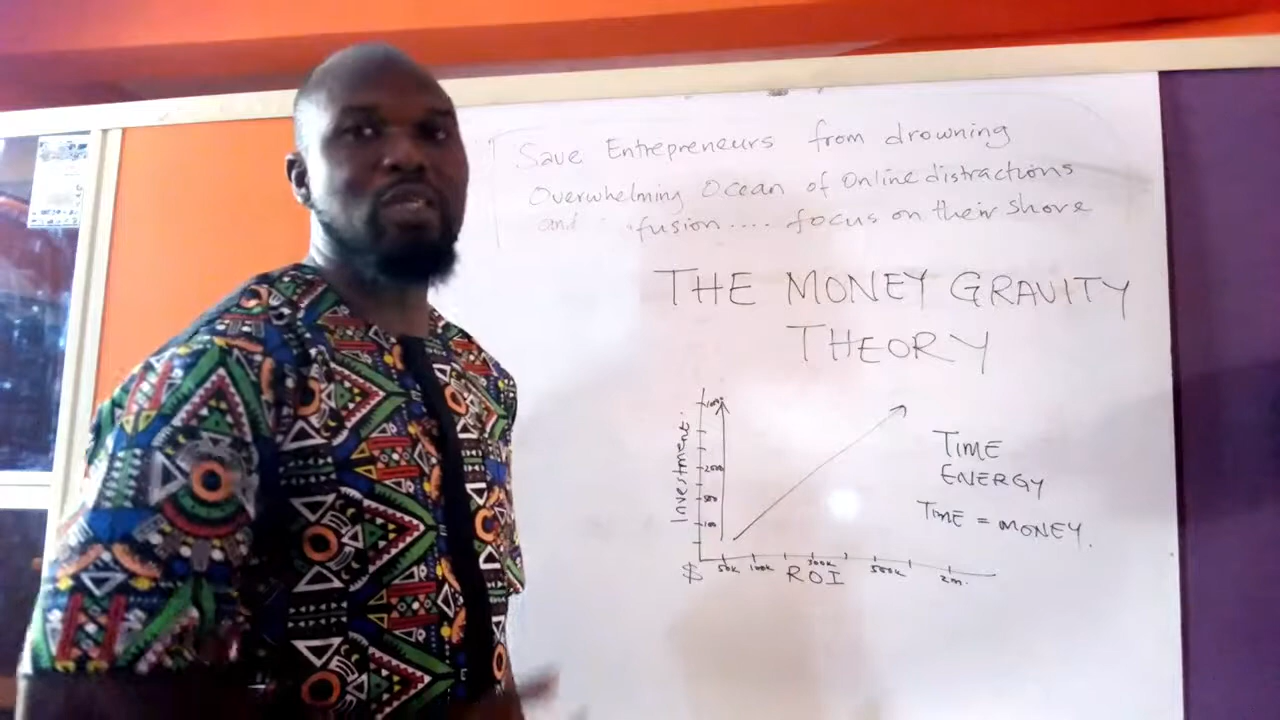 Save Entrepreneurs from drowning
Overwhelming Ocean of Online distractions
and fusion.... focus on their shore
THE MONEY GRAVITY
THEORY
Investment
100
$
50k 100k 300k 500k 2m.
ROI
TIME
ENERGY
TIME = MONEY.